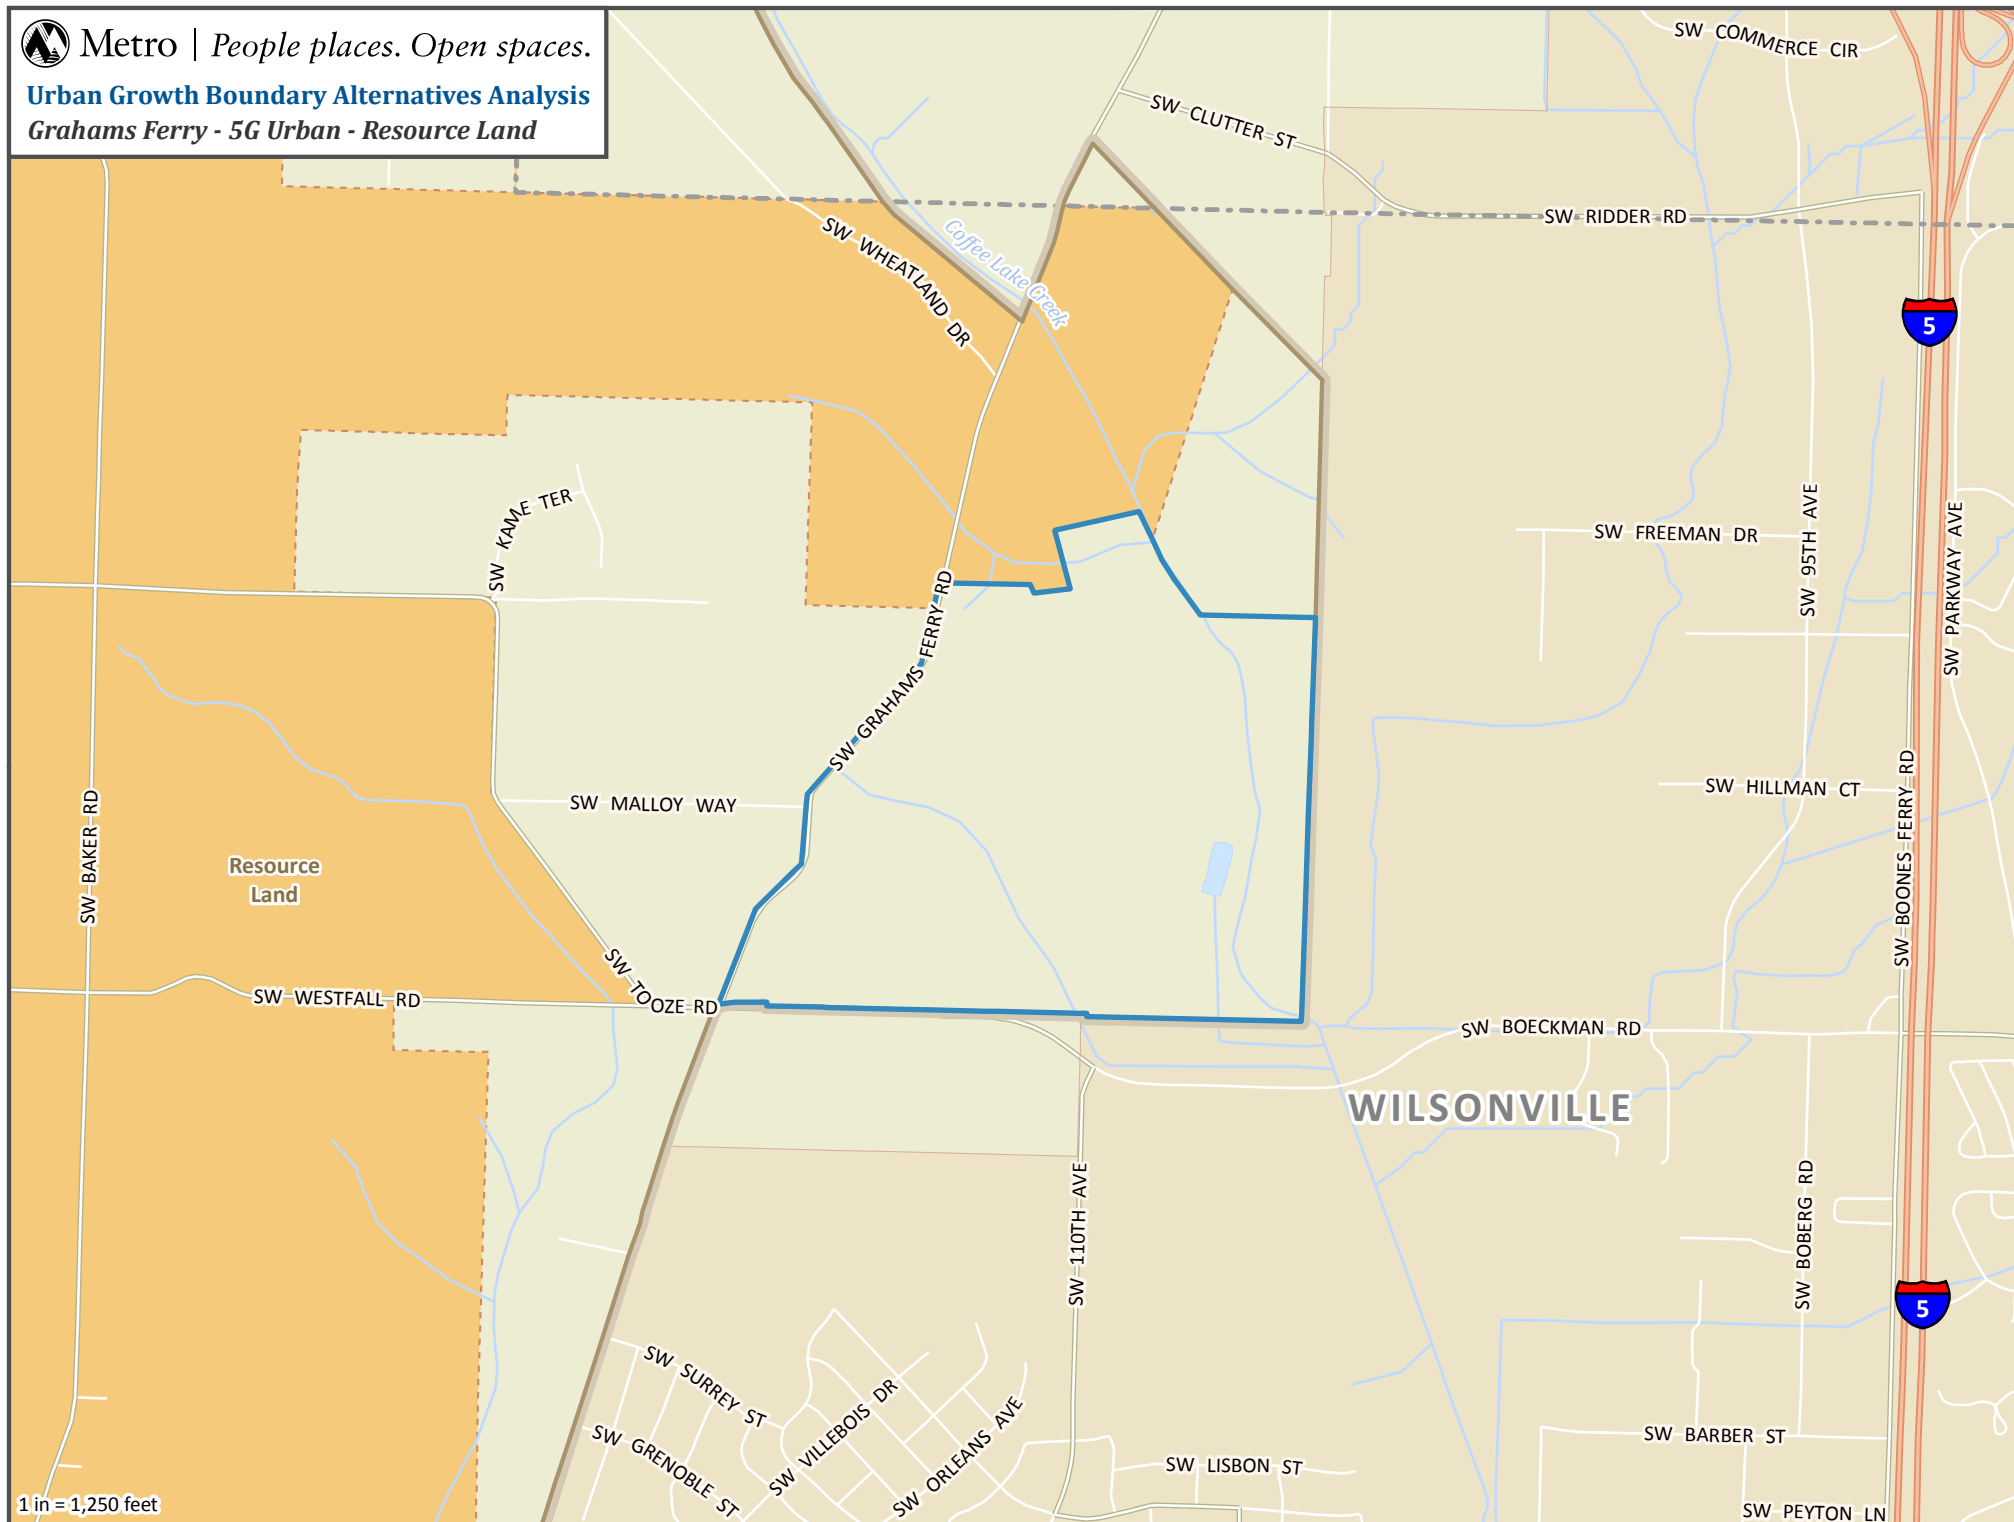 Metro | People places. Open spaces.
Urban Growth Boundary Alternatives Analysis
Grahams Ferry - 5G Urban - Resource Land
SW COMMERCE CIR
SW CLUTTER ST
SW RIDDER RD
SW WHEATLAND DR
Coffee Lake Creek
5
SW KAME TER
SW FREEMAN DR
SW 95TH AVE
SW PARKWAY AVE
SW GRAHAMS FERRY RD
SW MALLOY WAY
SW HILLMAN CT
SW BAKER RD
Resource
Land
SW BOONES FERRY RD
SW WESTFALL RD
SW TOOZE RD
SW BOECKMAN RD
WILSONVILLE
SW 110TH AVE
SW BOBERG RD
5
SW SURREY ST
SW VILLEBOIS DR
SW ORLEANS AVE
SW GRENOBLE ST
SW LISBON ST
SW BARBER ST
SW PEYTON LN
1 in = 1,250 feet